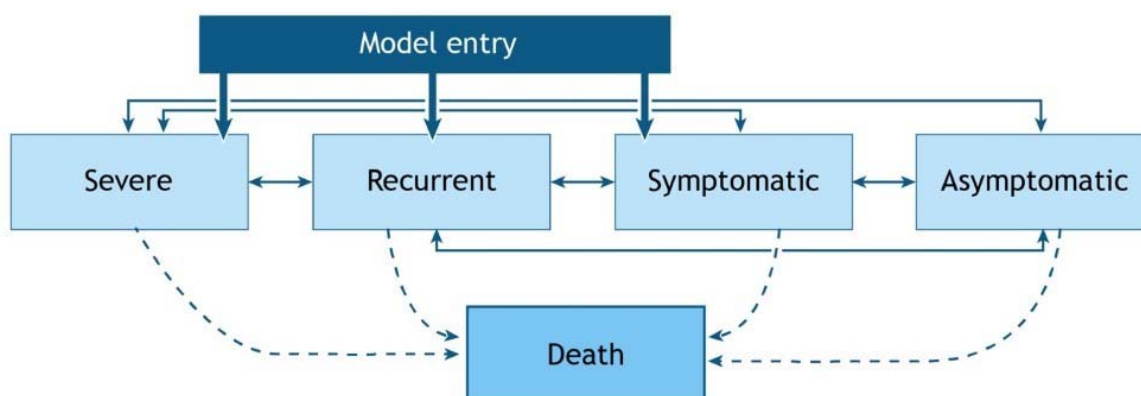 Model entry
Severe
Recurrent
Symptomatic
Asymptomatic
Death